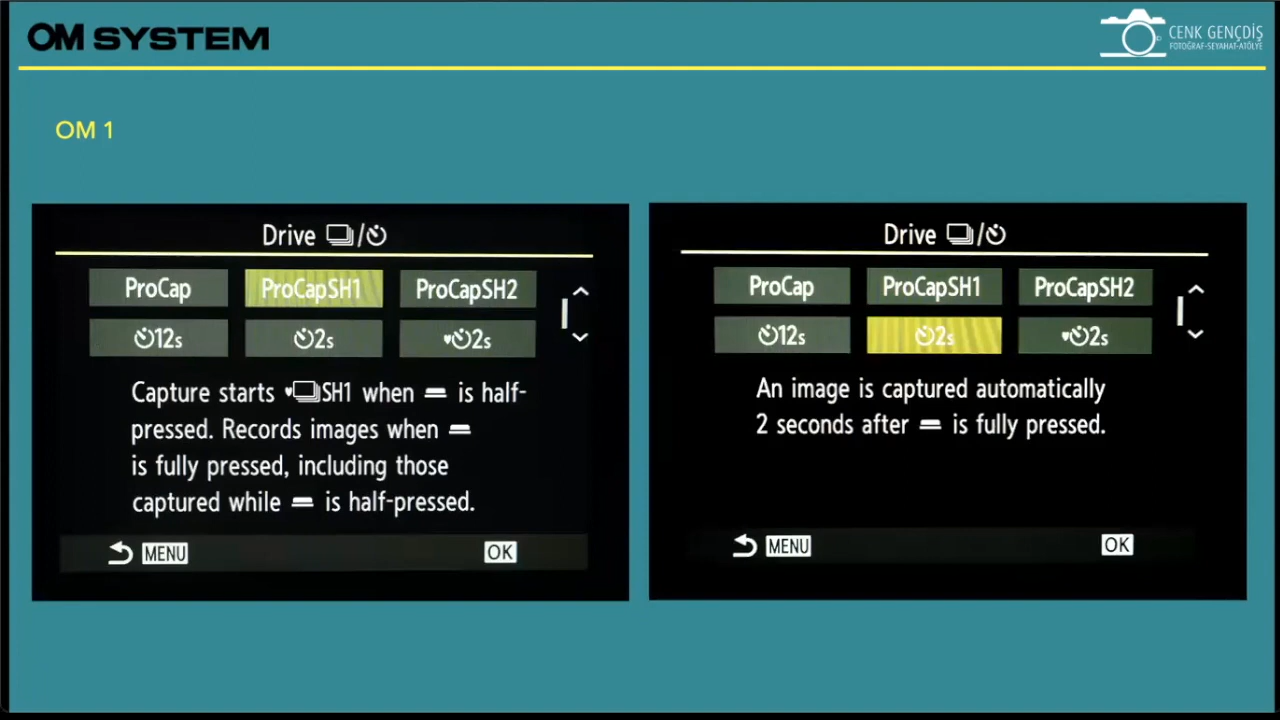 OM SYSTEM
CENK GENÇDİŞ
FOTOĞRAF-SEYAHAT-ATÖLYE
OM 1
Drive /
ProCap ProCapSH1 ProCapSH2
12s 2s ♥2s
Capture starts ♥SH1 when is half-
pressed. Records images when
is fully pressed, including those
captured while is half-pressed.
MENU OK
Drive /
ProCap ProCapSH1 ProCapSH2
12s 2s ♥2s
An image is captured automatically
2 seconds after is fully pressed.
MENU OK